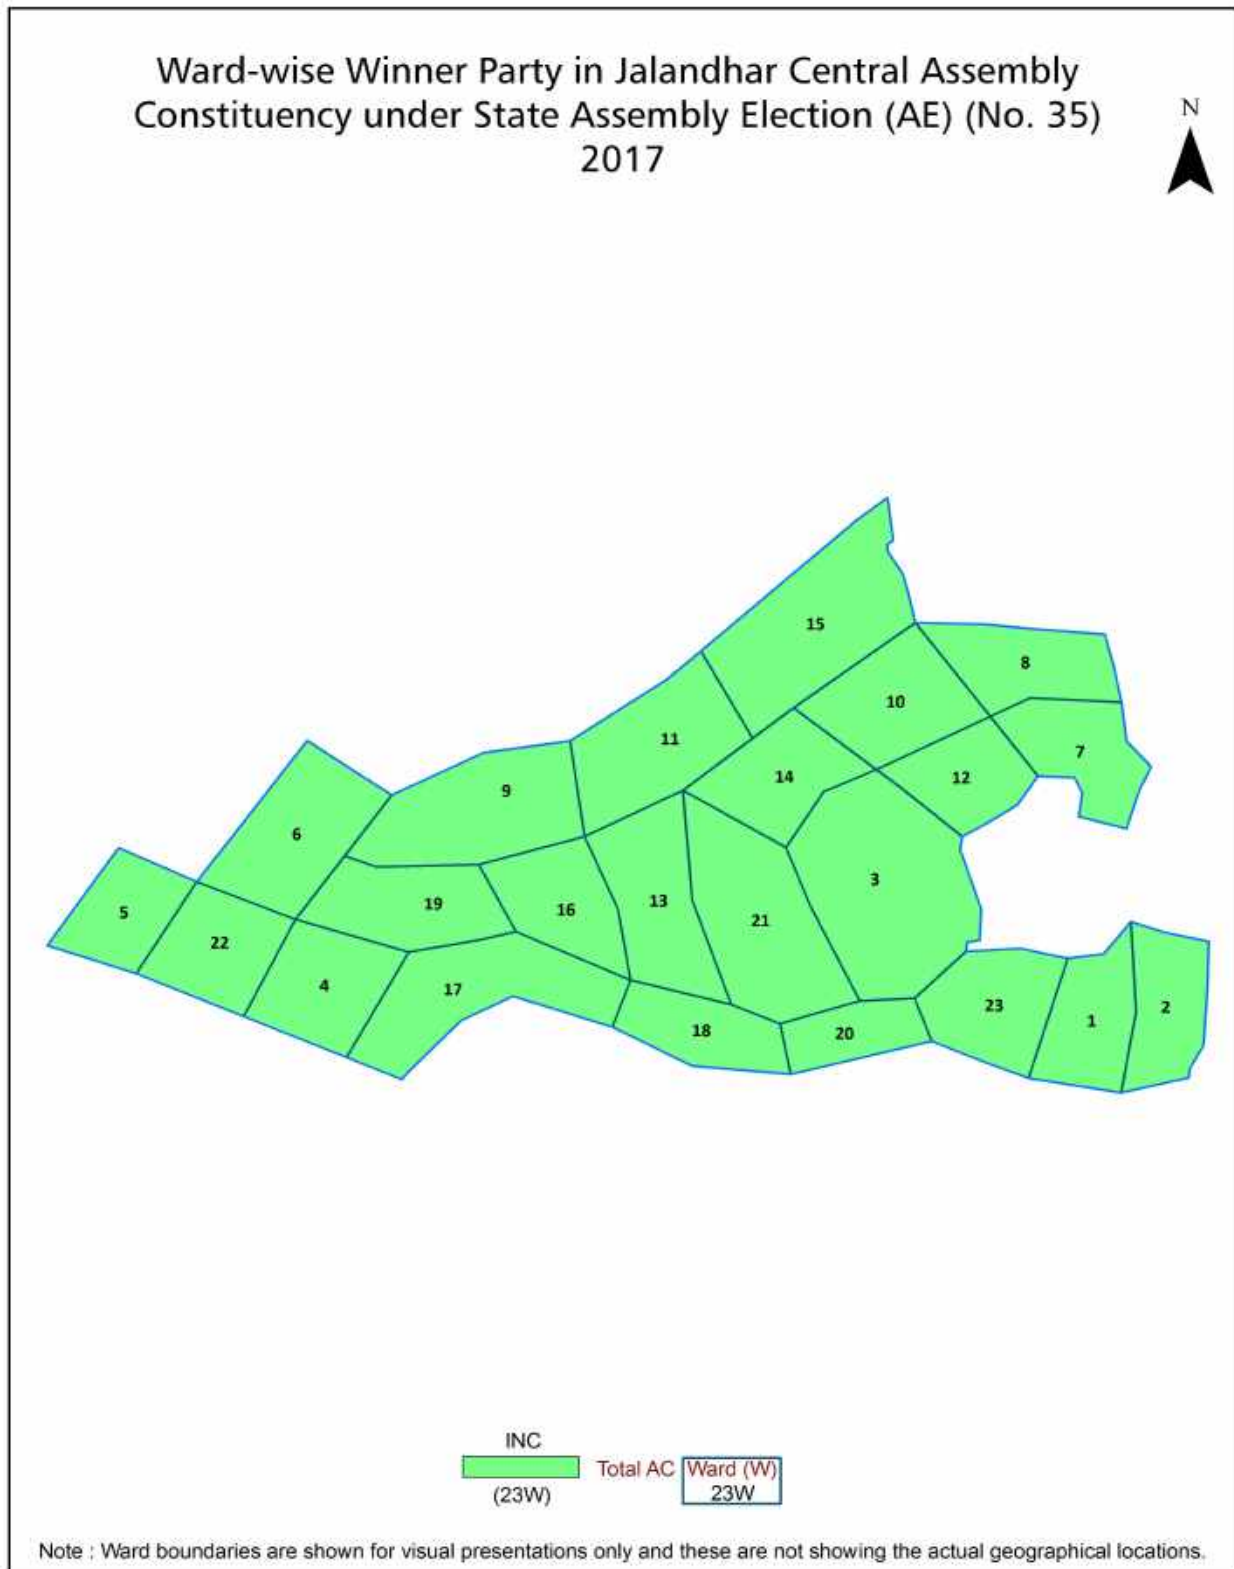 Ward-wise Winner Party in Jalandhar Central Assembly
Constituency under State Assembly Election (AE) (No. 35)
2017
N
15
8
10
11
7
14
12
9
6
3
19
13
16
5
21
22
4
17
23
2
1
18
20
INC
Total AC
Ward (W)
(23W)
23W
Note : Ward boundaries are shown for visual presentations only and these are not showing the actual geographical locations.